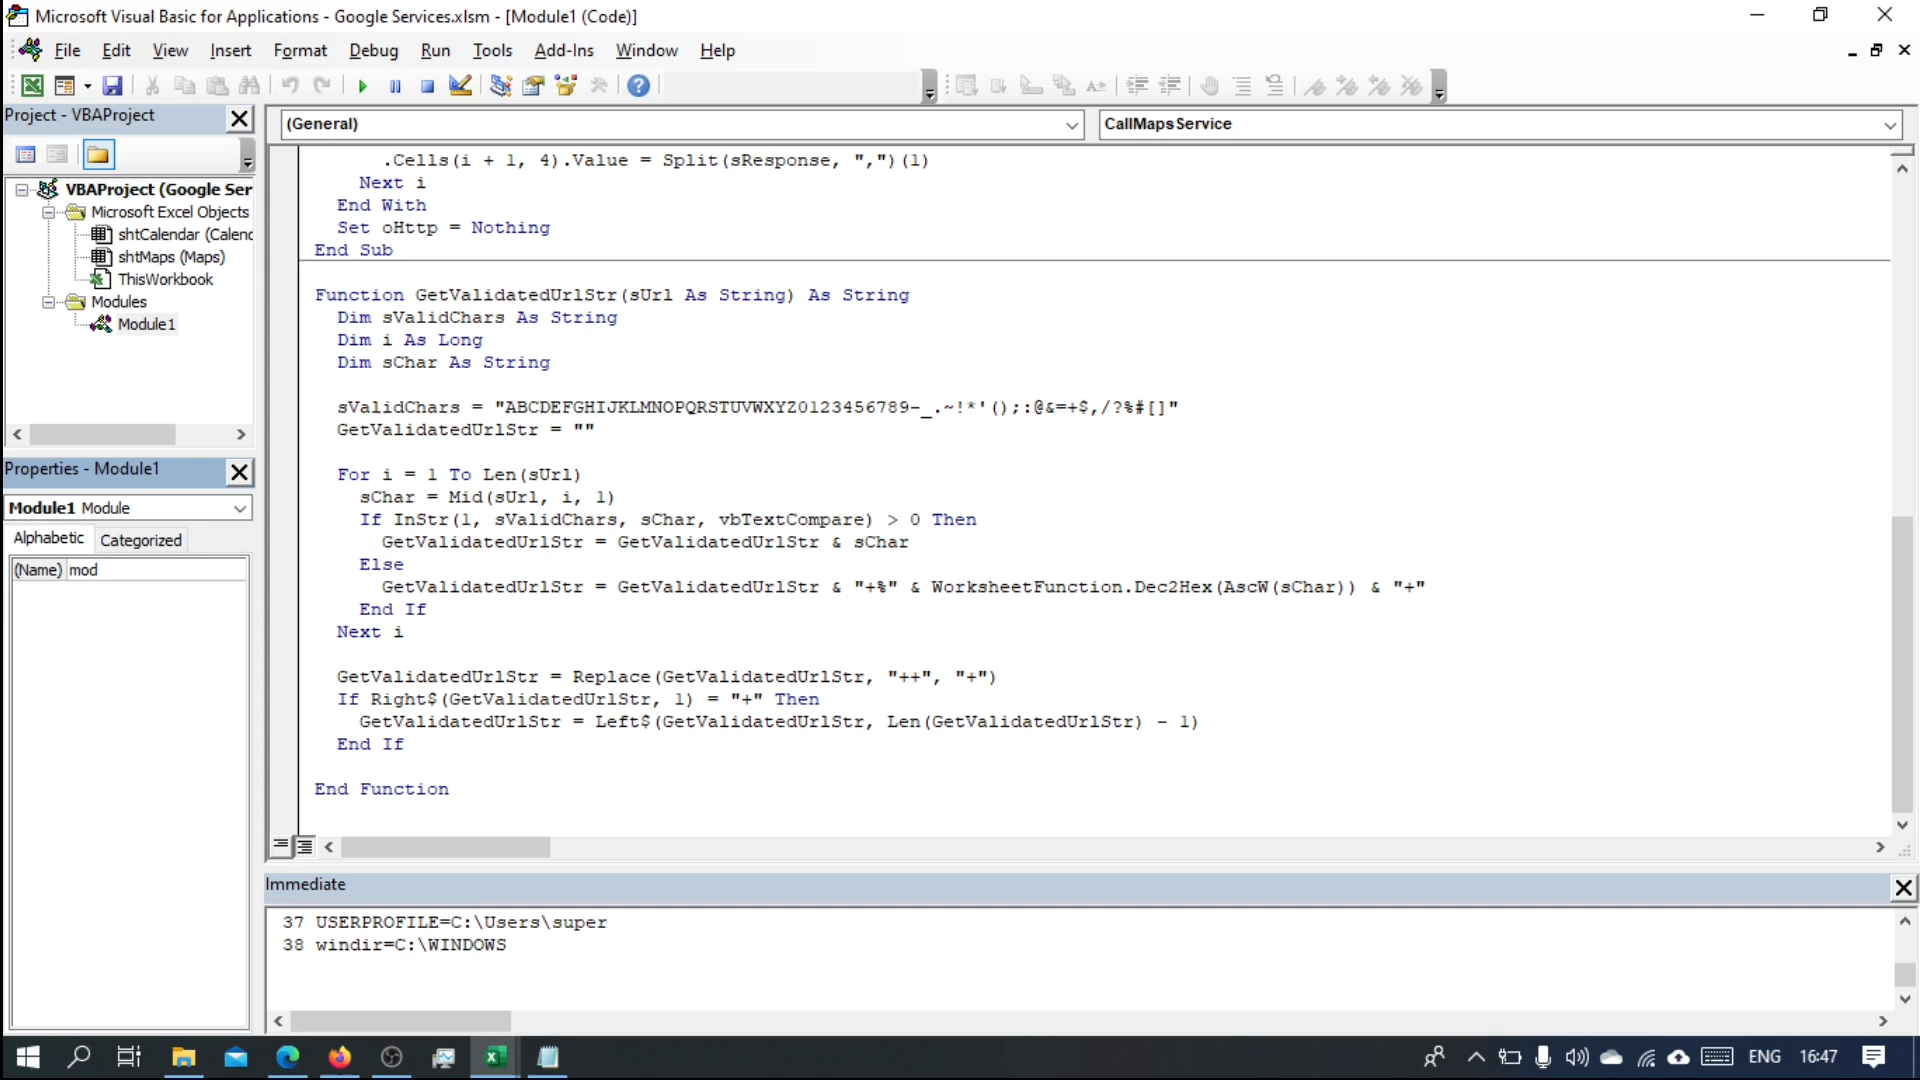 Microsoft Visual Basic for Applications - Google Services.xlsm - [Module1 (Code)]
File Edit View Insert Format Debug Run Tools Add-Ins Window Help
Project - VBAProject
VBAProject (Google Ser
Microsoft Excel Objects
shtCalendar (Calend
shtMaps (Maps)
ThisWorkbook
Modules
Module1
Properties - Module1
Module1 Module
Alphabetic Categorized
(Name) mod
(General) CallMapsService
.Cells(i + 1, 4).Value = Split(sResponse, ",")(1)
Next i
End With
Set oHttp = Nothing
End Sub
Function GetValidatedUrlStr(sUrl As String) As String
Dim sValidChars As String
Dim i As Long
Dim sChar As String
sValidChars = "ABCDEFGHIJKLMNOPQRSTUVWXYZ0123456789-_.~!*'();:@&=+$,/?%#[]"
GetValidatedUrlStr = ""
For i = 1 To Len(sUrl)
sChar = Mid(sUrl, i, 1)
If InStr(1, sValidChars, sChar, vbTextCompare) > 0 Then
GetValidatedUrlStr = GetValidatedUrlStr & sChar
Else
GetValidatedUrlStr = GetValidatedUrlStr & "+%" & WorksheetFunction.Dec2Hex(AscW(sChar)) & "+"
End If
Next i
GetValidatedUrlStr = Replace(GetValidatedUrlStr, "++", "+")
If Right$(GetValidatedUrlStr, 1) = "+" Then
GetValidatedUrlStr = Left$(GetValidatedUrlStr, Len(GetValidatedUrlStr) - 1)
End If
End Function
Immediate
37 USERPROFILE=C:\Users\super
38 windir=C:\WINDOWS
ENG 16:47